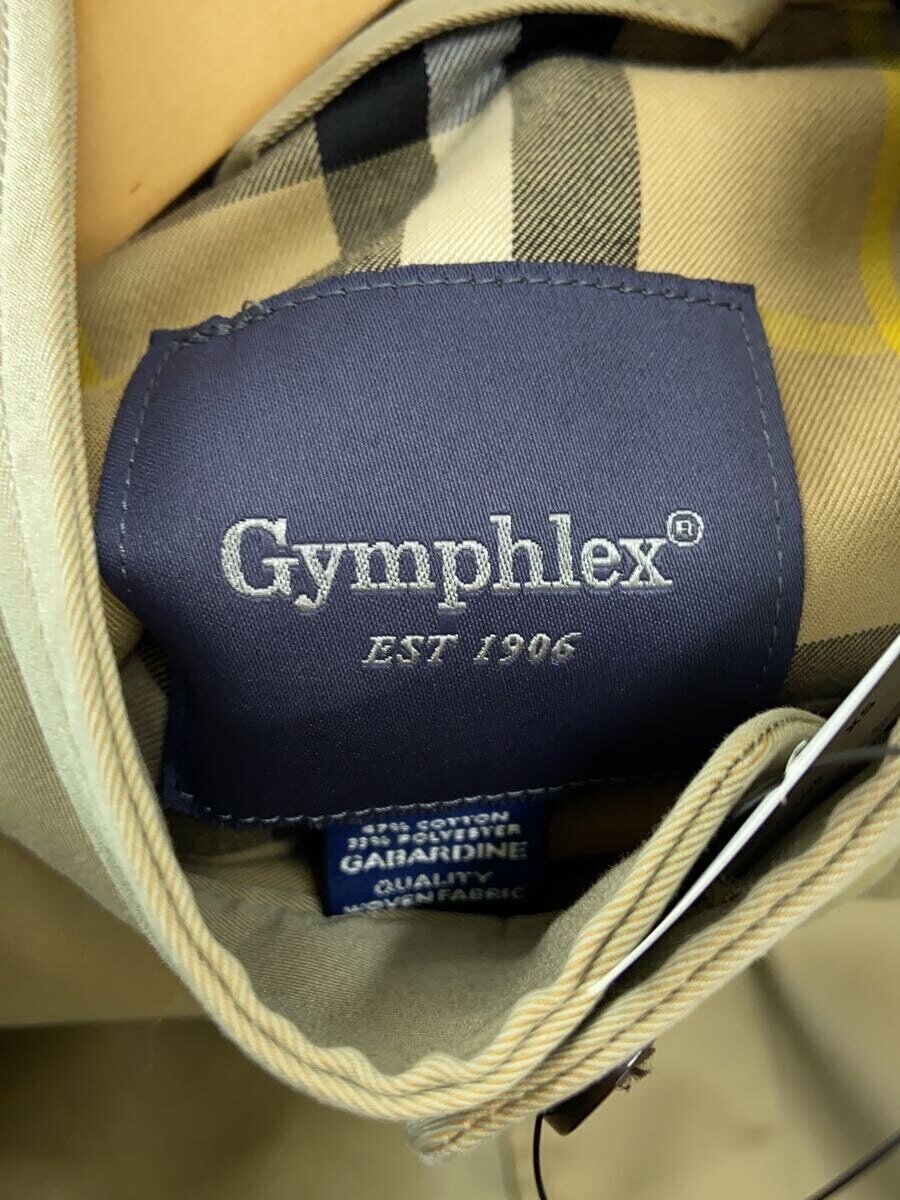 Gymphlex®
EST 1906
67% COTTON
33% POLYESTER
GABARDINE
QUALITY
WOVEN FABRIC